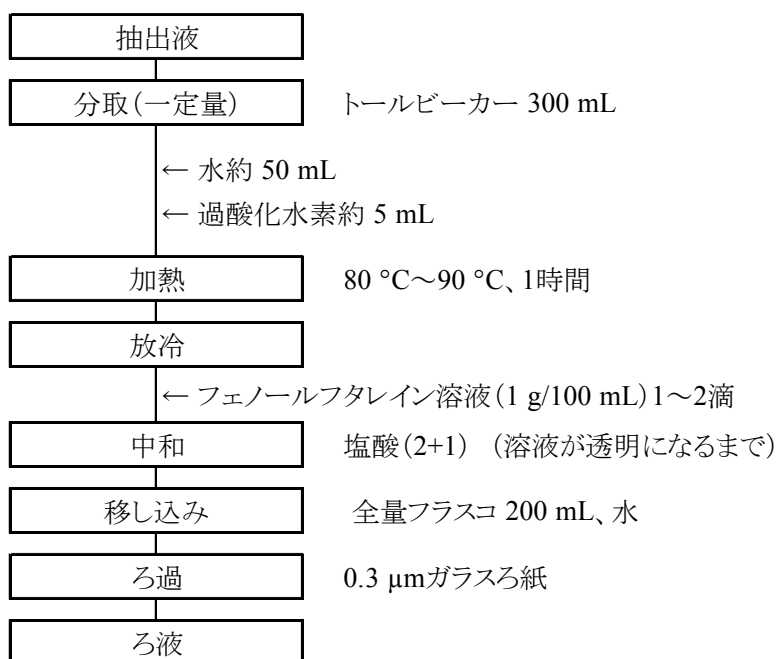 抽出液
分取（一定量） トールビーカー 300 mL
← 水約 50 mL
← 過酸化水素約 5 mL
加熱 80 °C～90 °C、1時間
放冷
← フェノールフタレイン溶液（1 g/100 mL）1～2滴
中和 塩酸（2+1） （溶液が透明になるまで）
移し込み 全量フラスコ 200 mL、水
ろ過 0.3 µmガラスろ紙
ろ液